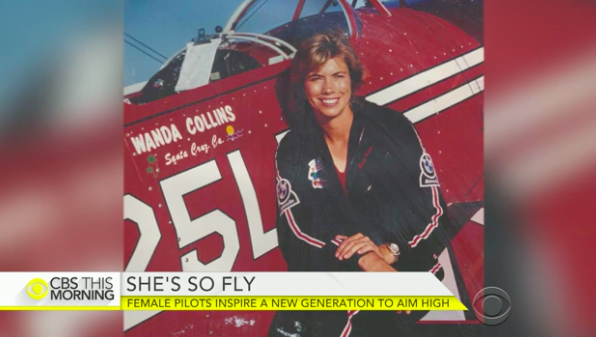 WANDA COLLINS
Santa Cruz, Ca.
25L
CBS THIS
MORNING
SHE'S SO FLY
FEMALE PILOTS INSPIRE A NEW GENERATION TO AIM HIGH